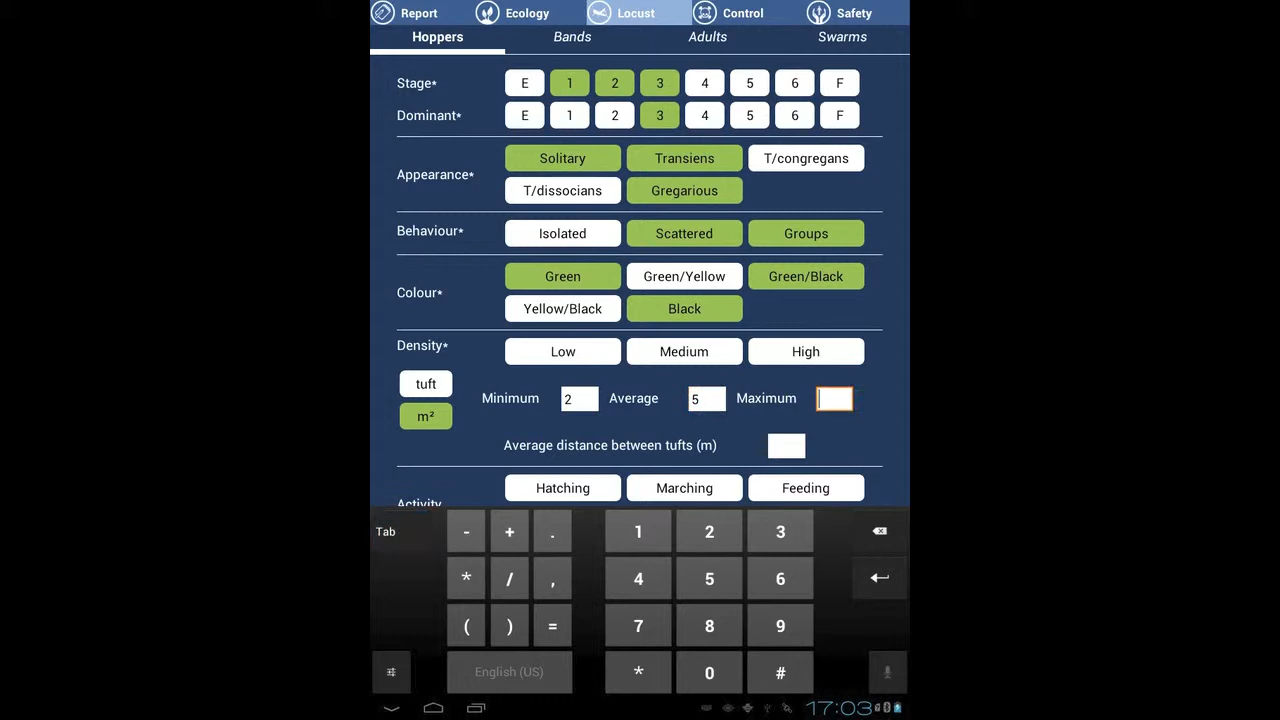 Report Ecology Locust Control Safety
Hoppers Bands Adults Swarms
Stage* E 1 2 3 4 5 6 F
Dominant* E 1 2 3 4 5 6 F
Appearance* Solitary Transiens T/congregans
T/dissocians Gregarious
Behaviour* Isolated Scattered Groups
Colour* Green Green/Yellow Green/Black
Yellow/Black Black
Density* Low Medium High
tuft
m²
Minimum 2 Average 5 Maximum
Average distance between tufts (m)
Activity Hatching Marching Feeding
Tab - + . 1 2 3
* / , 4 5 6
( ) = 7 8 9
English (US) * 0 #
17:03